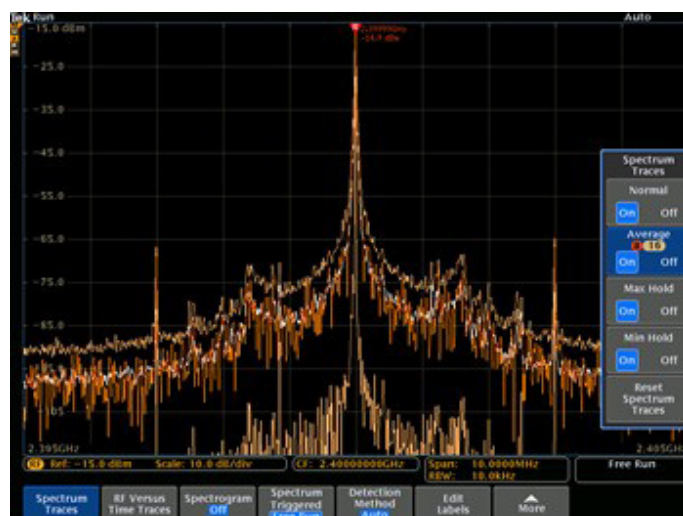 Tek Run
Auto
-15.0 dBm
-25.0
-35.0
-45.0
-55.0
-65.0
-75.0
-85.0
2.395GHz
2.405GHz
Spectrum
Traces
Normal
On Off
Average
16
On Off
Max Hold
On Off
Min Hold
On Off
Reset
Spectrum
Traces
RF Ref: -15.0 dBm Scale: 10.0 dB/div
CF: 2.40000000GHz
Span: 10.0000MHz
RBW: 10.0kHz
Free Run
Spectrum
Traces
RF Versus
Time Traces
Spectrogram
Off
Spectrum
Triggered
Free Run
Detection
Method
Auto
Edit
Labels
More